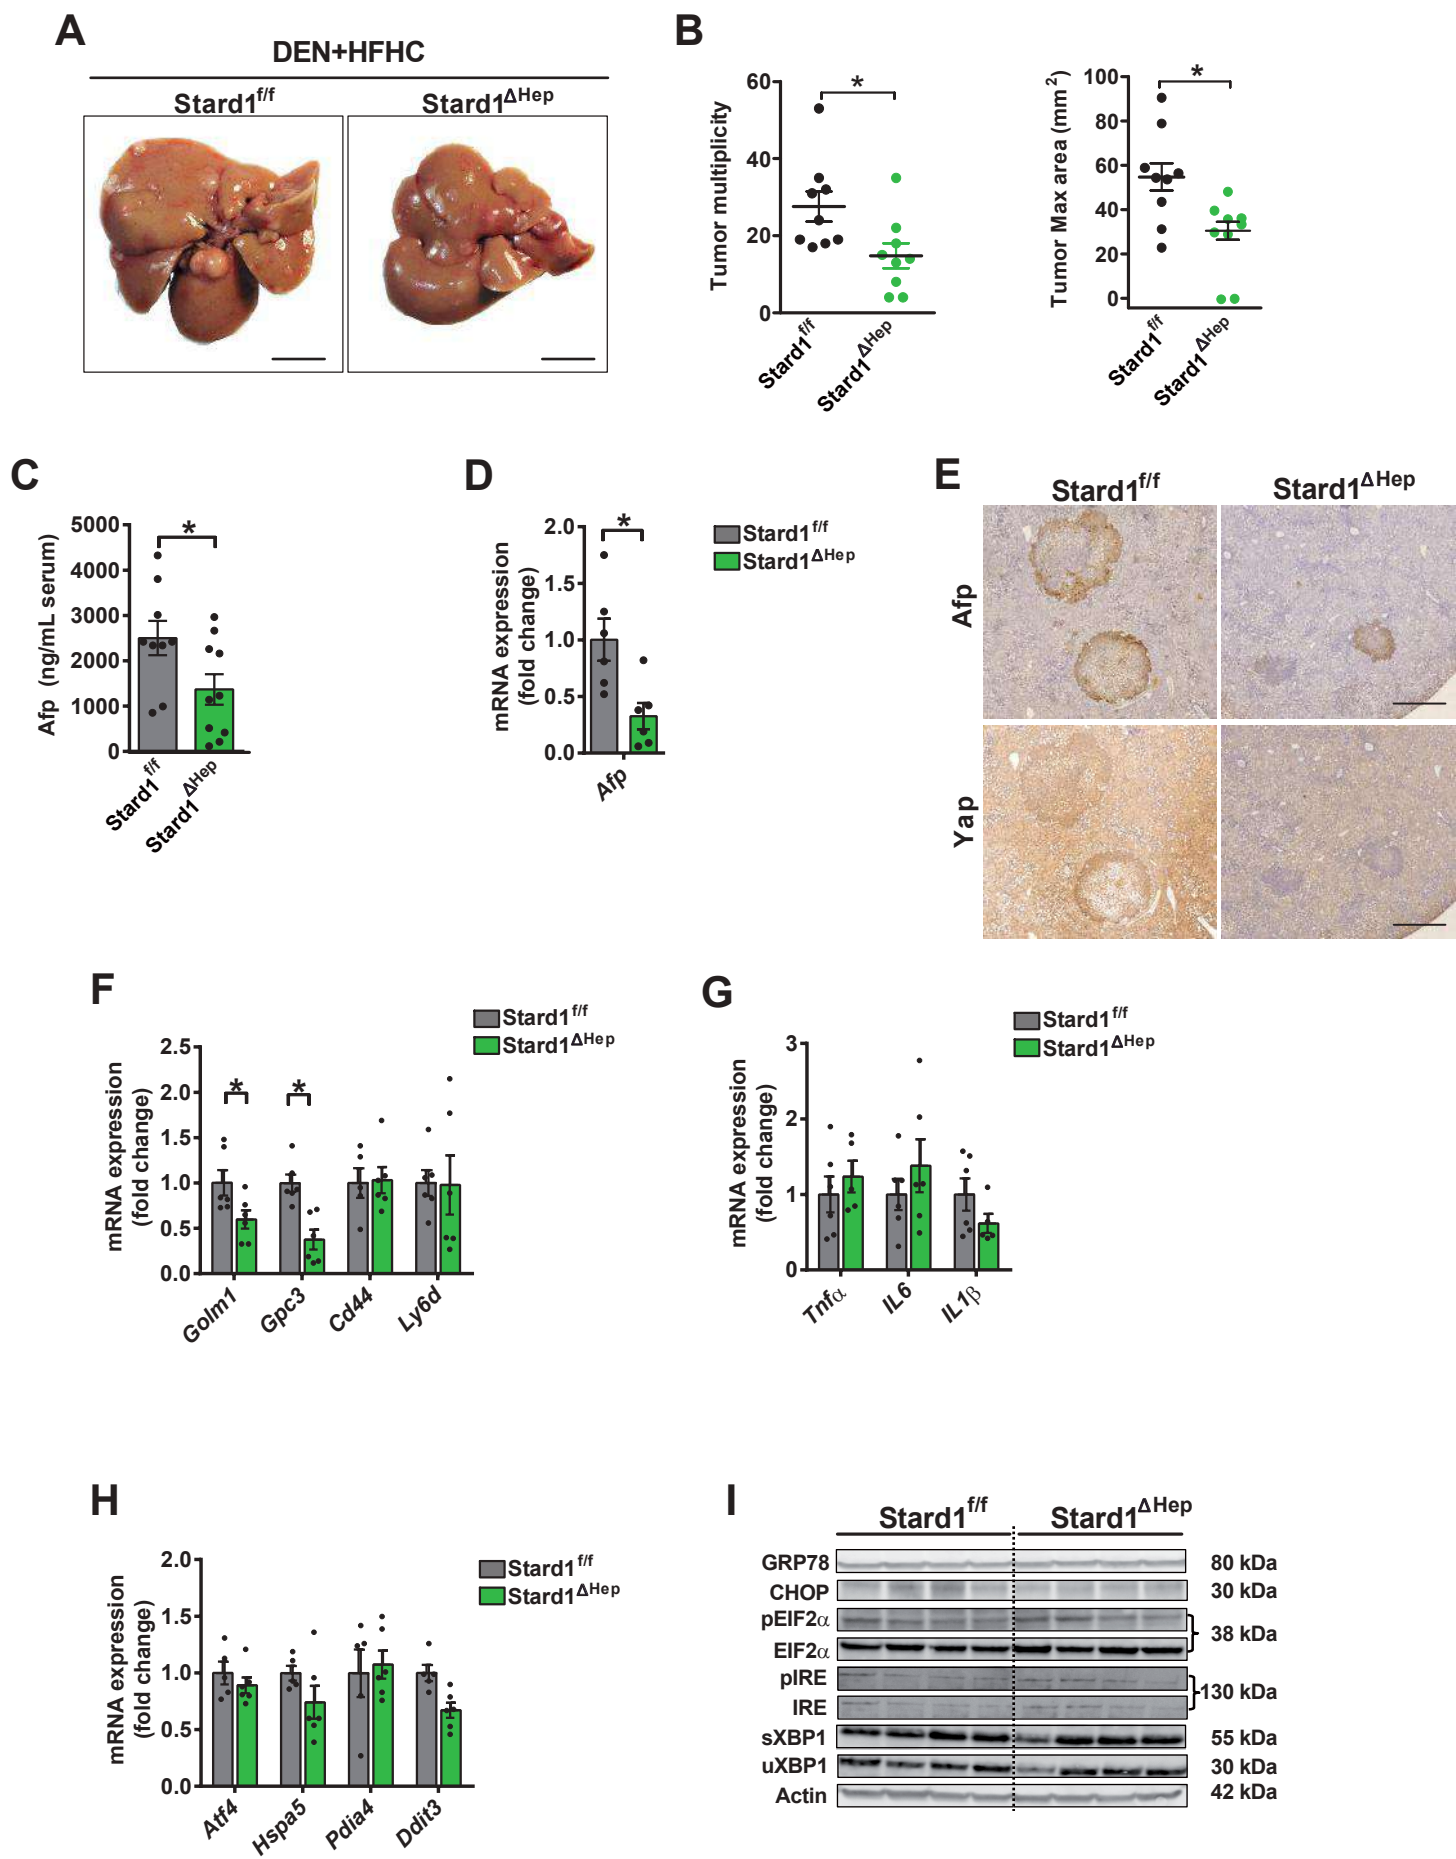 A
DEN+HFHC
Stard1f/f
Stard1ΔHep
B
Tumor multiplicity
60
40
20
0
*
Stard1f/f
Stard1ΔHep
Tumor Max area (mm2)
100
80
60
40
20
0
*
Stard1f/f
Stard1ΔHep
C
Afp (ng/mL serum)
5000
4000
3000
2000
1000
0
*
Stard1f/f
Stard1ΔHep
D
mRNA expression
(fold change)
2.0
1.5
1.0
0.5
0.0
*
Afp
Stard1f/f
Stard1ΔHep
E
Stard1f/f
Stard1ΔHep
Afp
Yap
F
mRNA expression
(fold change)
2.5
2.0
1.5
1.0
0.5
0.0
*
*
Golm1
Gpc3
Cd44
Ly6d
Stard1f/f
Stard1ΔHep
G
mRNA expression
(fold change)
3
2
1
0
Tnfα
IL6
IL1β
Stard1f/f
Stard1ΔHep
H
mRNA expression
(fold change)
2.0
1.5
1.0
0.5
0.0
Atf4
Hspa5
Pdia4
Ddit3
Stard1f/f
Stard1ΔHep
I
Stard1f/f
Stard1ΔHep
GRP78
80 kDa
CHOP
30 kDa
pEIF2α
EIF2α
38 kDa
pIRE
IRE
130 kDa
sXBP1
55 kDa
uXBP1
30 kDa
Actin
42 kDa